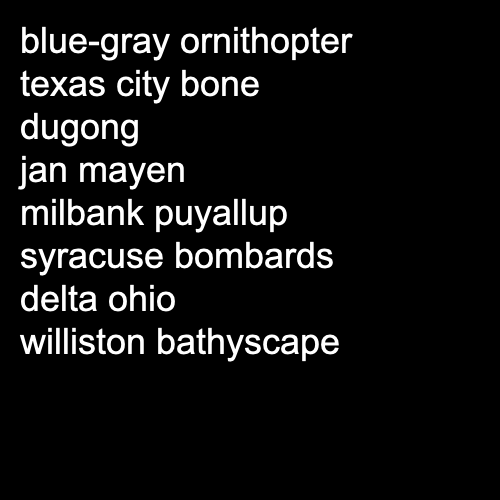 blue-gray ornithopter
texas city bone
dugong
jan mayen
milbank puyallup
syracuse bombards
delta ohio
williston bathyscape